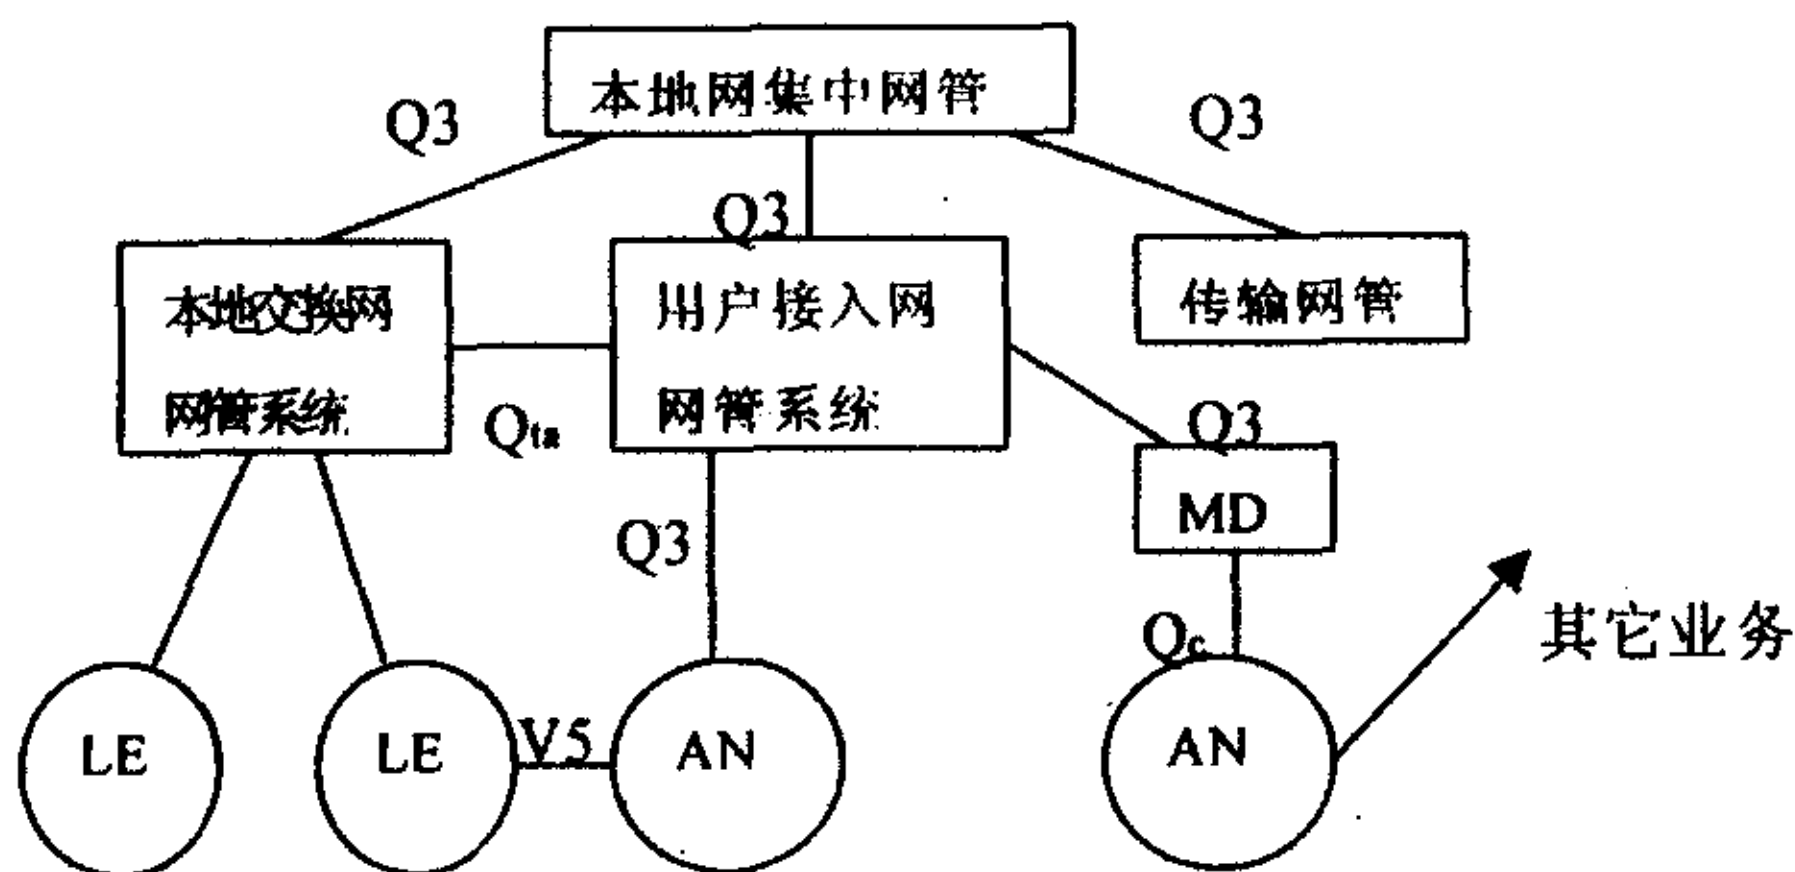 本地网集中网管
Q3
Q3
Q3
本地交换网
网管系统
用户接入网
网管系统
传输网管
Qta
Q3
MD
Q3
Qc
其它业务
LE
LE
V5
AN
AN